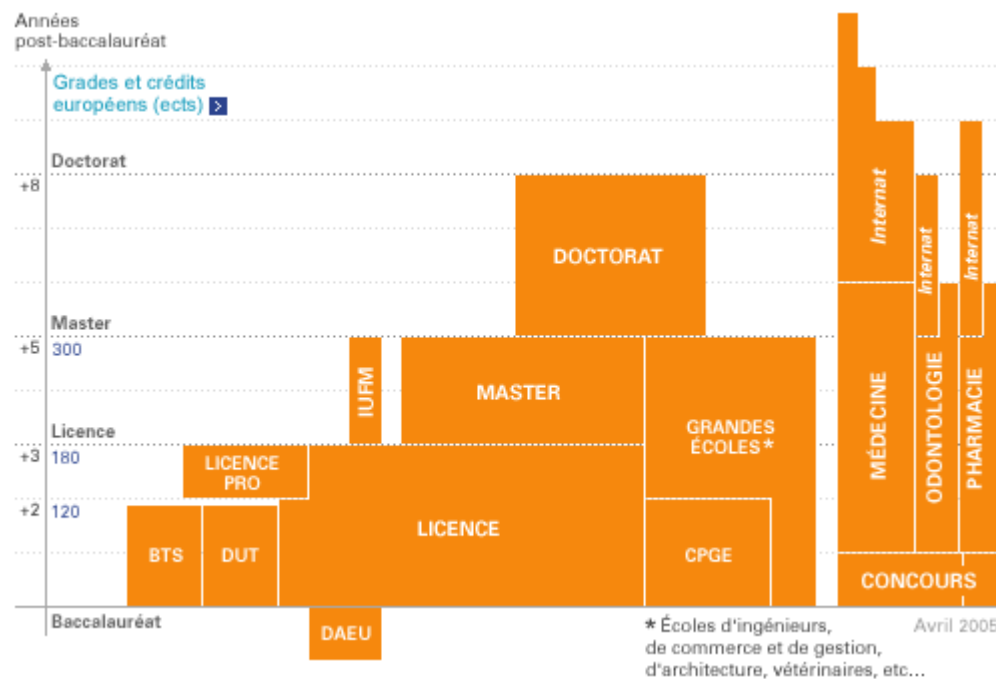 Années
post-baccalauréat
Grades et crédits
européens (ects)
Doctorat
+8
DOCTORAT
Internat
Internat
Internat
Master
+5 300
IUFM
MASTER
GRANDES
ÉCOLES*
MÉDECINE
ODONTOLOGIE
PHARMACIE
Licence
+3 180
LICENCE
PRO
+2 120
LICENCE
BTS
DUT
CPGE
CONCOURS
Baccalauréat
DAEU
* Écoles d'ingénieurs,
de commerce et de gestion,
d'architecture, vétérinaires, etc...
Avril 2005